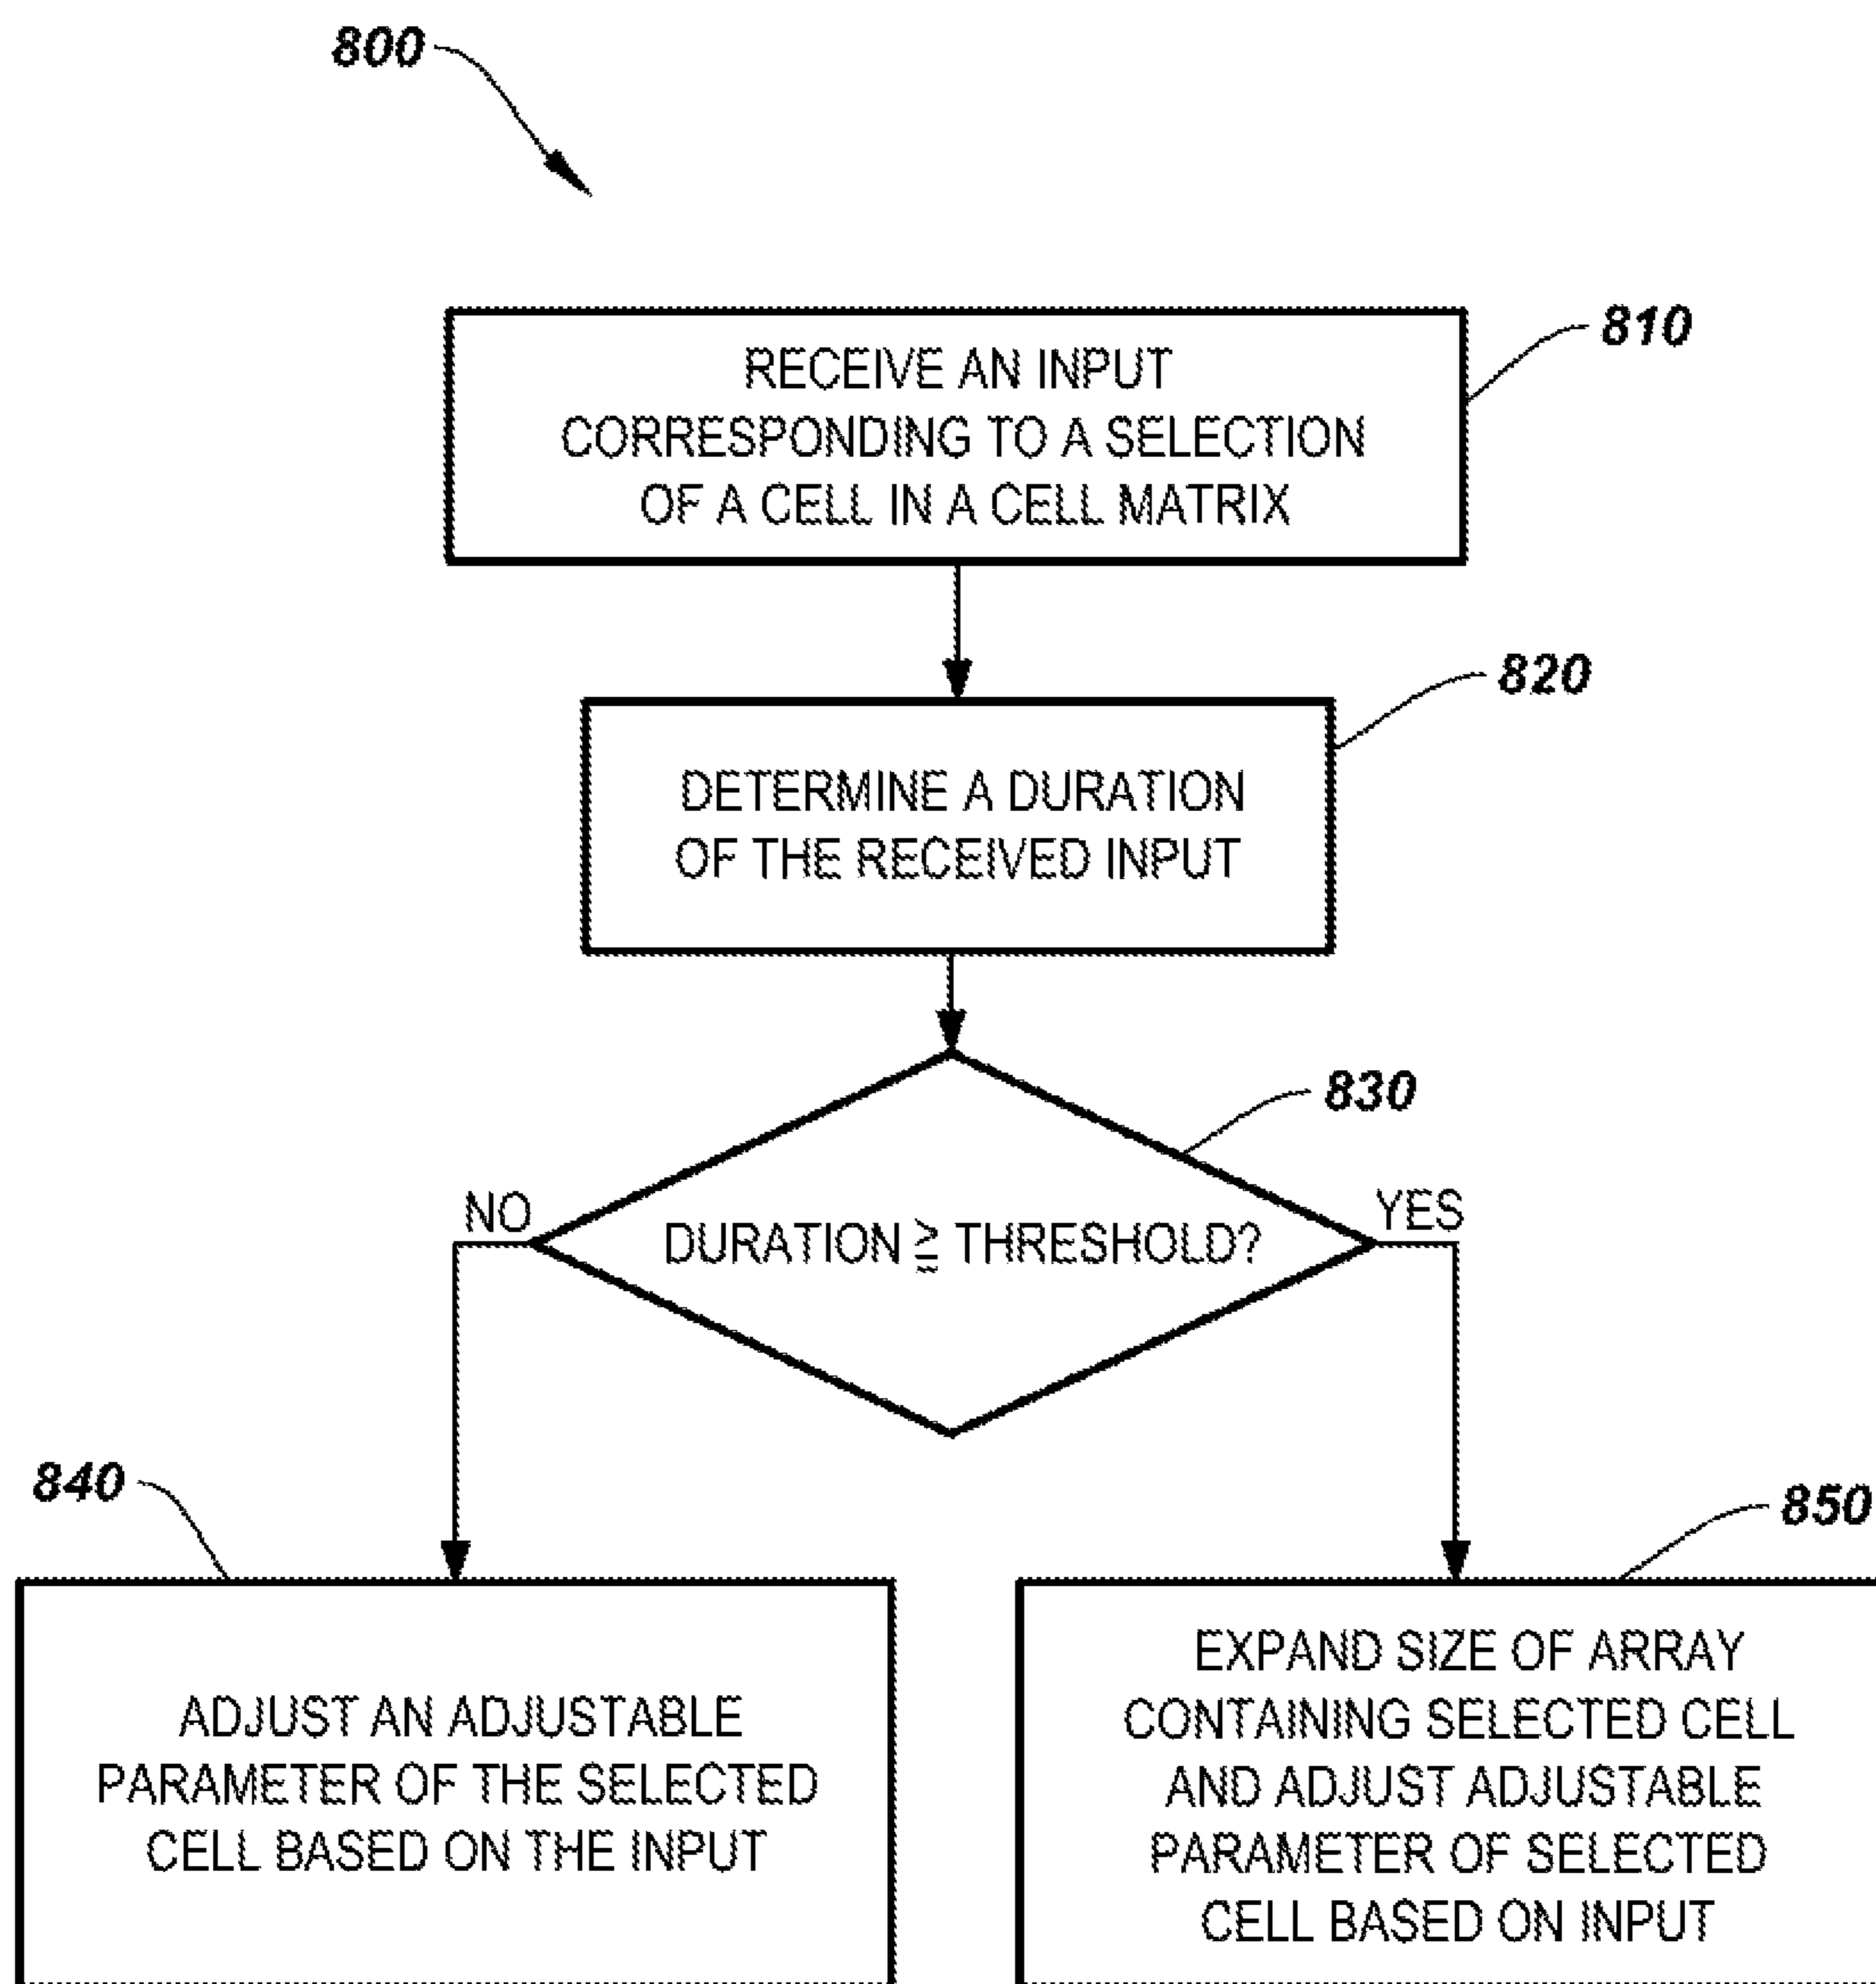 800
RECEIVE AN INPUT
CORRESPONDING TO A SELECTION
OF A CELL IN A CELL MATRIX
810
DETERMINE A DURATION
OF THE RECEIVED INPUT
820
DURATION ≧ THRESHOLD?
830
NO
YES
840
ADJUST AN ADJUSTABLE
PARAMETER OF THE SELECTED
CELL BASED ON THE INPUT
850
EXPAND SIZE OF ARRAY
CONTAINING SELECTED CELL
AND ADJUST ADJUSTABLE
PARAMETER OF SELECTED
CELL BASED ON INPUT